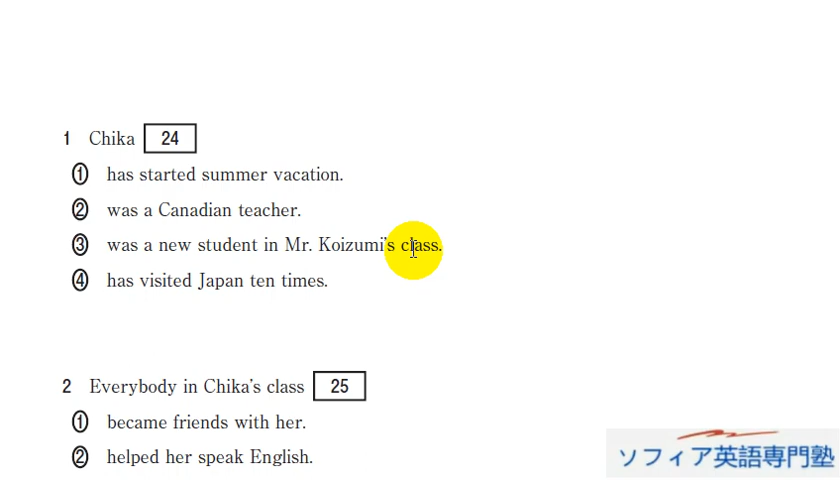 1 Chika 24
① has started summer vacation.
② was a Canadian teacher.
③ was a new student in Mr. Koizumi's class.
④ has visited Japan ten times.
2 Everybody in Chika's class 25
① became friends with her.
② helped her speak English.
ソフィア英語専門塾